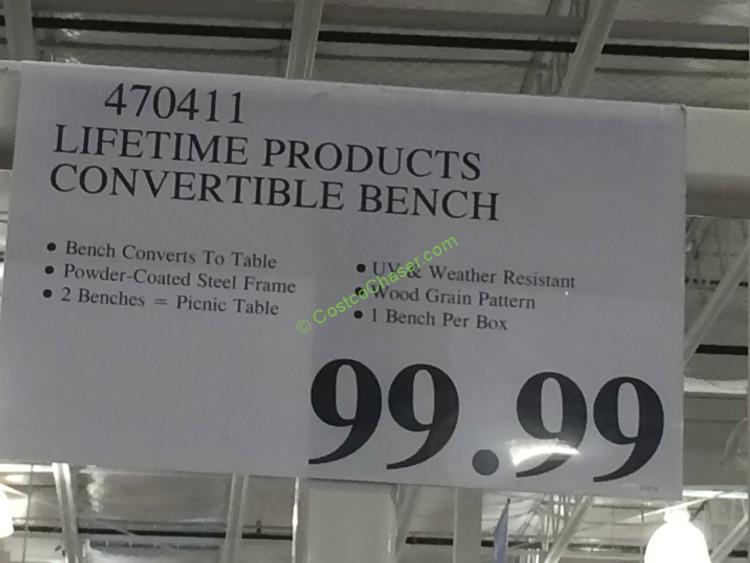 470411
LIFETIME PRODUCTS
CONVERTIBLE BENCH
• Bench Converts To Table
• Powder-Coated Steel Frame
• 2 Benches = Picnic Table
• UV & Weather Resistant
• Wood Grain Pattern
• 1 Bench Per Box
© CostcoChaser.com
99.99